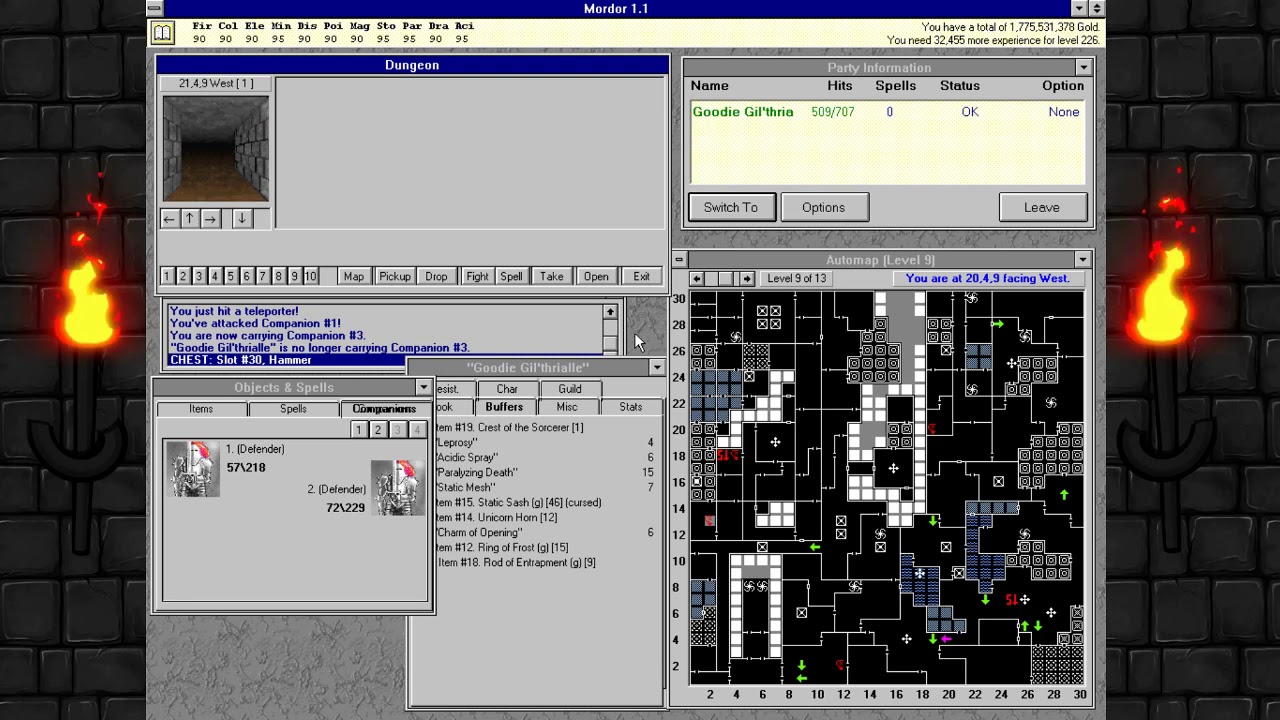 Mordor 1.1
Fir Col Ele Min Dis Poi Mag Sto Par Dra Aci
90 90 90 95 95 90 90 90 95 90 95
You have a total of 1,775,531,378 Gold.
You need 32,455 more experience for level 226.
Dungeon
21,4,9 West [ 1 ]
1 2 3 4 5 6 7 8 9 10 Map Pickup Drop Fight Spell Take Open Exit
Party Information
Name Hits Spells Status Option
Goodie Gil'thria 509/707 0 OK None
Switch To Options Leave
You just hit a teleporter!
You've attacked Companion #1!
You are now carrying Companion #3.
"Goodie Gil'thrialle" is no longer carrying Companion #3.
CHEST: Slot #30, Hammer
Objects & Spells
Items Spells Companions
1 2 3 4
1. (Defender)
57\218
2. (Defender)
72\229
"Goodie Gil'thrialle"
esist. Char Guild
ook Buffers Misc Stats
tem #19. Crest of the Sorcerer [1]
'Leprosy" 4
'Acidic Spray" 6
'Paralyzing Death" 15
'Static Mesh" 7
tem #15. Static Sash (g) [46] (cursed)
tem #14. Unicorn Horn [12]
'Charm of Opening" 6
tem #12. Ring of Frost (g) [15]
Item #18. Rod of Entrapment (g) [9]
Automap (Level 9)
Level 9 of 13
You are at 20,4,9 facing West.
30
28
26
24
22
20
18
16
14
12
10
8
6
4
2
2 4 6 8 10 12 14 16 18 20 22 24 26 28 30